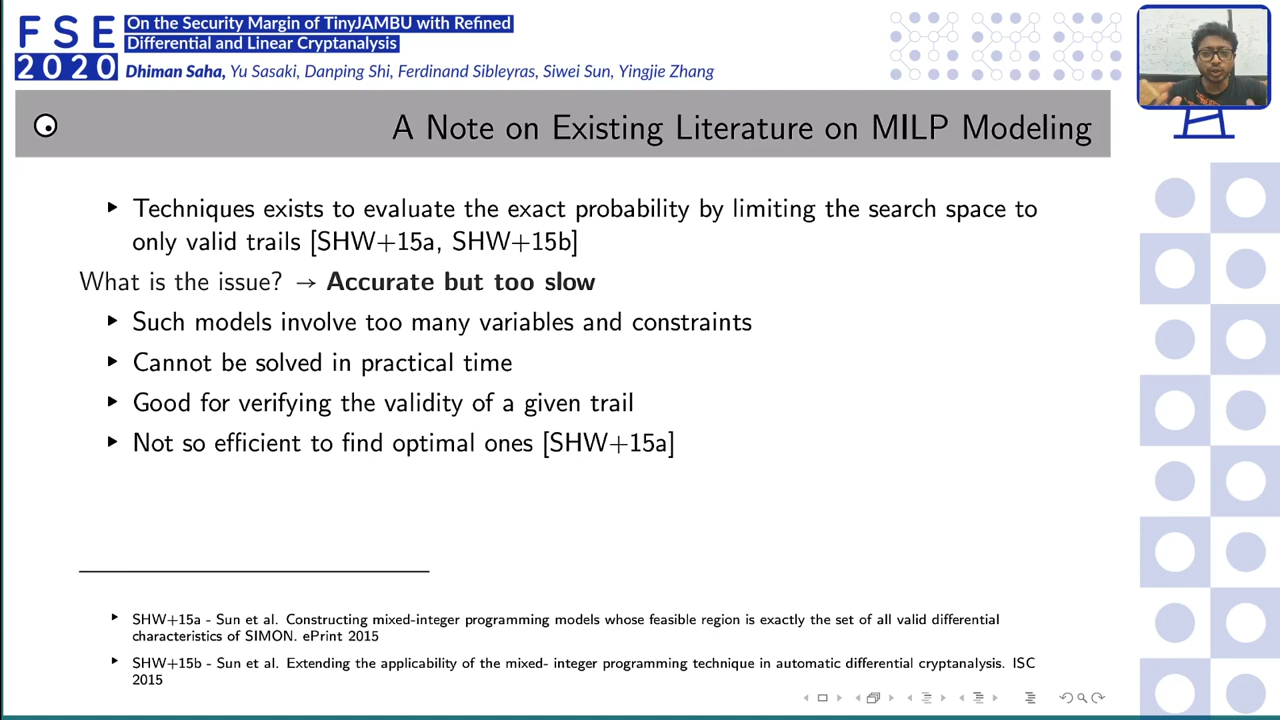 FSE
2020
On the Security Margin of TinyJAMBU with Refined
Differential and Linear Cryptanalysis
Dhiman Saha, Yu Sasaki, Danping Shi, Ferdinand Sibleyras, Siwei Sun, Yingjie Zhang
A Note on Existing Literature on MILP Modeling
▶ Techniques exists to evaluate the exact probability by limiting the search space to
only valid trails [SHW+15a, SHW+15b]
What is the issue? → Accurate but too slow
▶ Such models involve too many variables and constraints
▶ Cannot be solved in practical time
▶ Good for verifying the validity of a given trail
▶ Not so efficient to find optimal ones [SHW+15a]
▶ SHW+15a - Sun et al. Constructing mixed-integer programming models whose feasible region is exactly the set of all valid differential
characteristics of SIMON. ePrint 2015
▶ SHW+15b - Sun et al. Extending the applicability of the mixed- integer programming technique in automatic differential cryptanalysis. ISC
2015